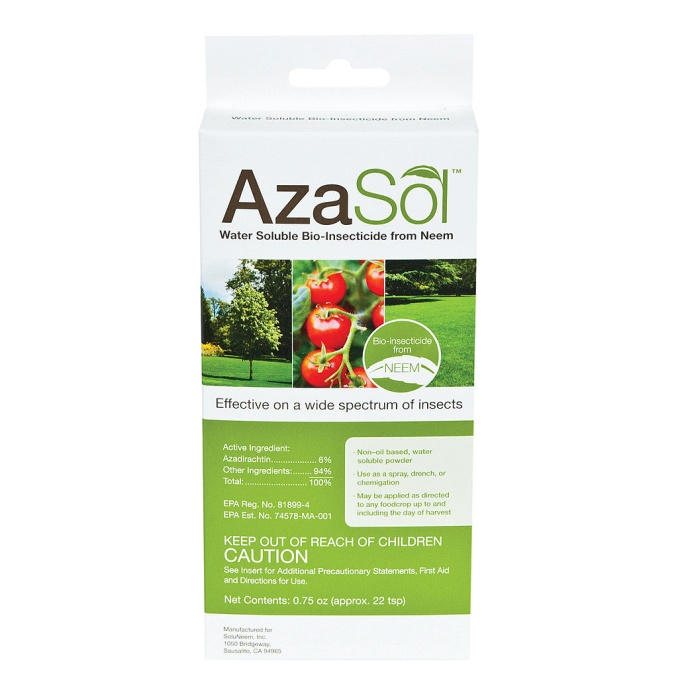 Water Soluble Bio-Insecticide from Neem
AzaSol™
Water Soluble Bio-Insecticide from Neem
Bio-insecticide
from
NEEM
Effective on a wide spectrum of insects
Active Ingredient:
Azadirachtin................... 6%
Other Ingredients:....... 94%
Total:.......................... 100%
EPA Reg. No. 81899-4
EPA Est. No. 74578-MA-001
· Non-oil based, water
soluble powder
· Use as a spray, drench, or
chemigation
· May be applied as directed
to any foodcrop up to and
including the day of harvest
KEEP OUT OF REACH OF CHILDREN
CAUTION
See Insert for Additional Precautionary Statements, First Aid
and Directions for Use.
Net Contents: 0.75 oz (approx. 22 tsp)
Manufactured for
SoluNeem, Inc.
1050 Bridgeway,
Sausalito, CA 94965